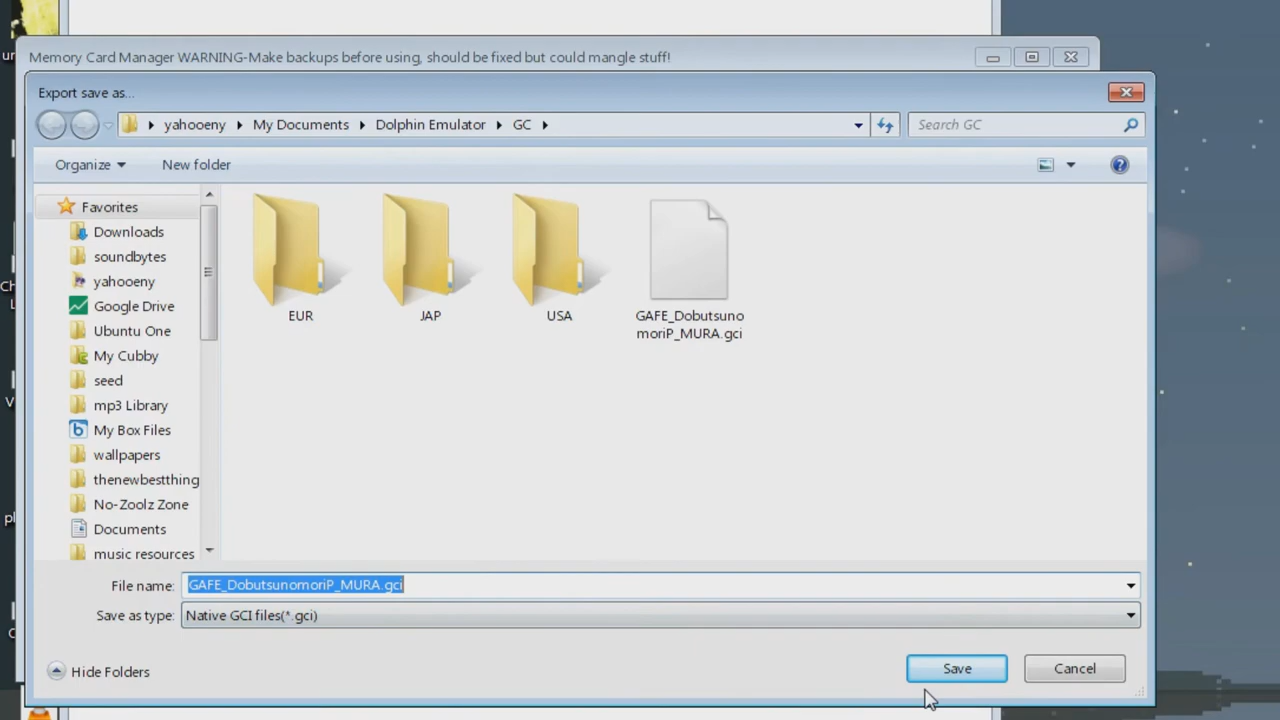 Memory Card Manager WARNING-Make backups before using, should be fixed but could mangle stuff!
Export save as...
yahooeny
My Documents
Dolphin Emulator
GC
Search GC
Organize
New folder
Favorites
Downloads
soundbytes
yahooeny
Google Drive
Ubuntu One
My Cubby
seed
mp3 Library
My Box Files
wallpapers
thenewbestthing
No-Zoolz Zone
Documents
music resources
EUR
JAP
USA
GAFE_Dobutsuno
moriP_MURA.gci
File name:
GAFE_DobutsunomoriP_MURA.gci
Save as type:
Native GCI files(*.gci)
Hide Folders
Save
Cancel